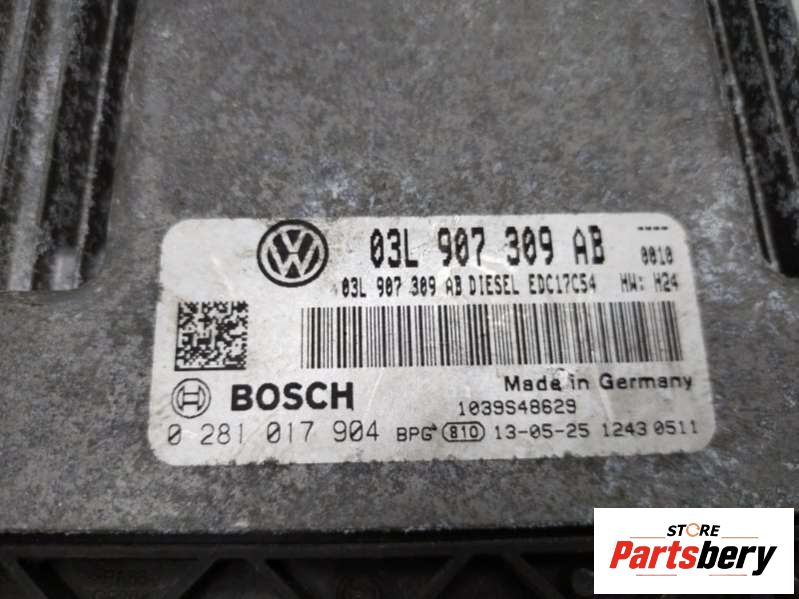 03L 907 309 AB ----
0010
03L 907 309 AB DIESEL EDC17C54 HW: H24
Made in Germany
BOSCH
1039S48629
0 281 017 904 BPG 810 13-05-25 1243 0511
STORE
Partsbery